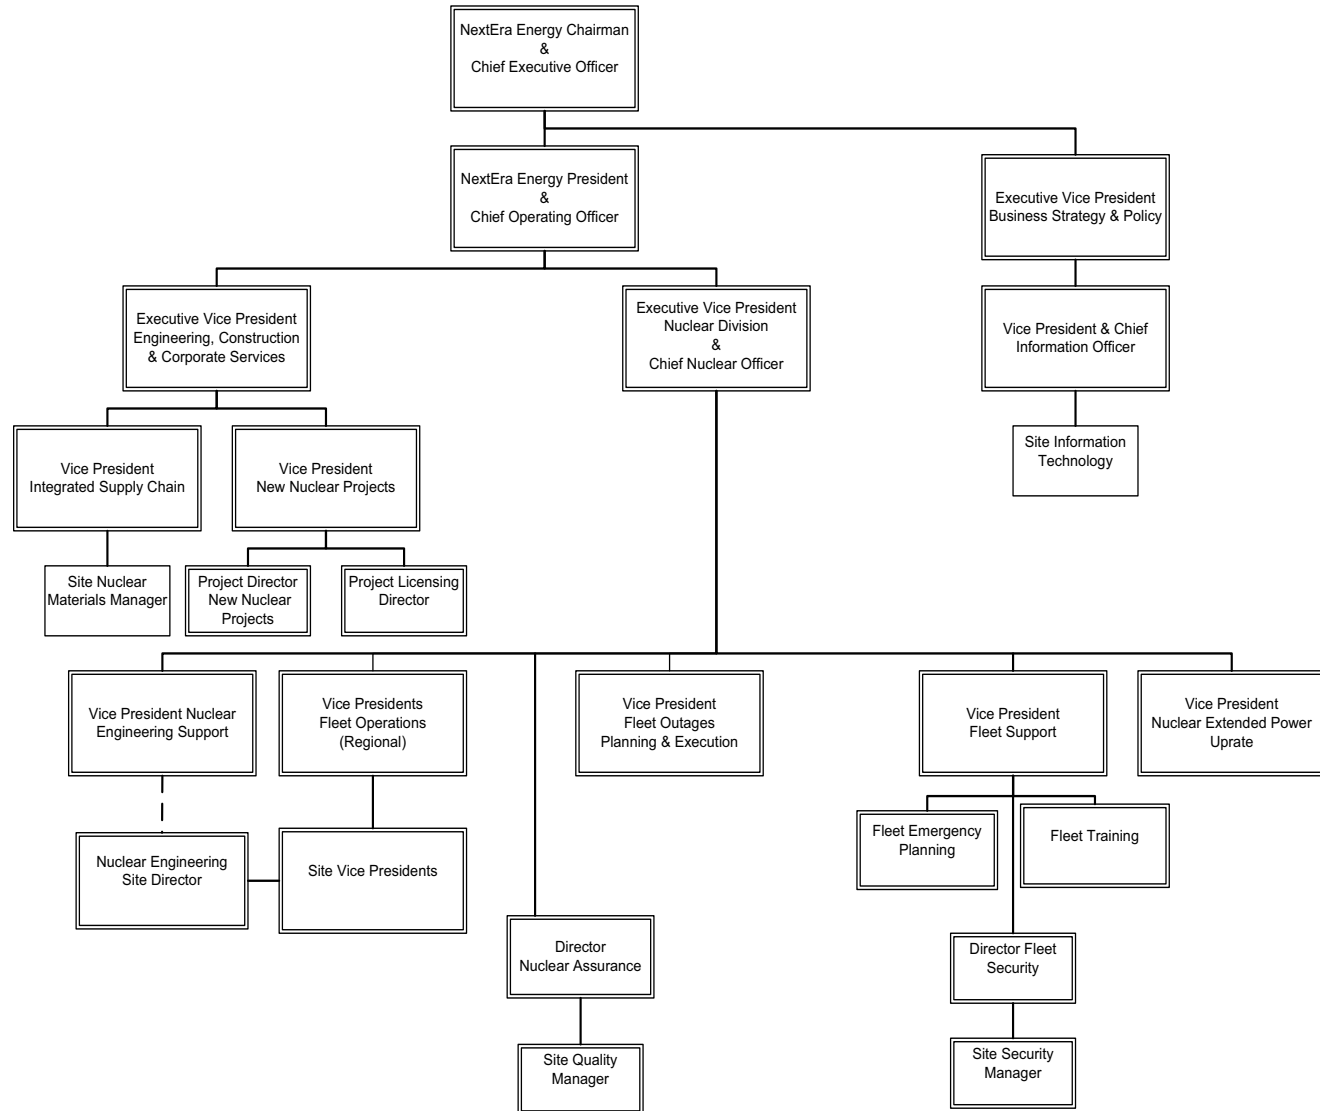 NextEra Energy Chairman
&
Chief Executive Officer
NextEra Energy President
&
Chief Operating Officer
Executive Vice President
Business Strategy & Policy
Executive Vice President
Engineering, Construction
& Corporate Services
Executive Vice President
Nuclear Division
&
Chief Nuclear Officer
Vice President & Chief
Information Officer
Vice President
Integrated Supply Chain
Vice President
New Nuclear Projects
Site Information
Technology
Site Nuclear
Materials Manager
Project Director
New Nuclear
Projects
Project Licensing
Director
Vice President Nuclear
Engineering Support
Vice Presidents
Fleet Operations
(Regional)
Vice President
Fleet Outages
Planning & Execution
Vice President
Fleet Support
Vice President
Nuclear Extended Power
Uprate
Nuclear Engineering
Site Director
Site Vice Presidents
Fleet Emergency
Planning
Fleet Training
Director
Nuclear Assurance
Director Fleet
Security
Site Quality
Manager
Site Security
Manager